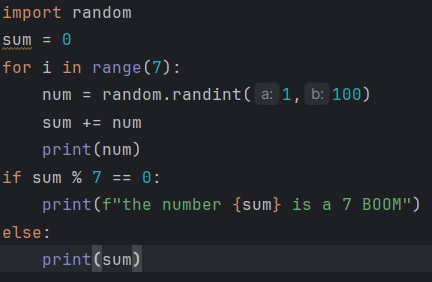 import random
sum = 0
for i in range(7):
    num = random.randint( a: 1, b: 100)
    sum += num
    print(num)
if sum % 7 == 0:
    print(f"the number {sum} is a 7 BOOM")
else:
    print(sum)